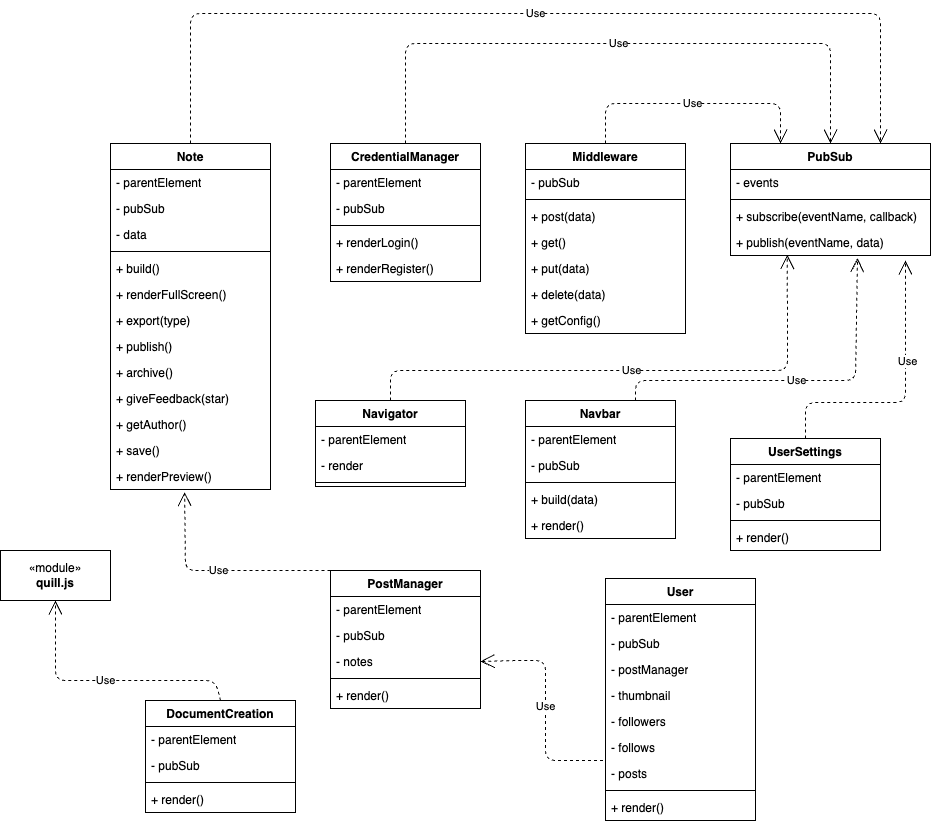 Use
Use
Use
Note
- parentElement
- pubSub
- data
+ build()
+ renderFullScreen()
+ export(type)
+ publish()
+ archive()
+ giveFeedback(star)
+ getAuthor()
+ save()
+ renderPreview()
CredentialManager
- parentElement
- pubSub
+ renderLogin()
+ renderRegister()
Middleware
- pubSub
+ post(data)
+ get()
+ put(data)
+ delete(data)
+ getConfig()
PubSub
- events
+ subscribe(eventName, callback)
+ publish(eventName, data)
Use
Use
Use
Navigator
- parentElement
- render
Navbar
- parentElement
- pubSub
+ build(data)
+ render()
UserSettings
- parentElement
- pubSub
+ render()
«module»
quill.js
Use
PostManager
- parentElement
- pubSub
- notes
+ render()
User
- parentElement
- pubSub
- postManager
- thumbnail
- followers
- follows
- posts
+ render()
Use
Use
DocumentCreation
- parentElement
- pubSub
+ render()